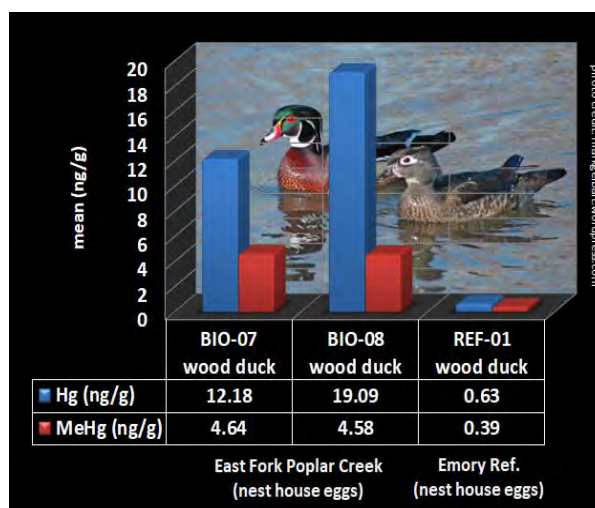 20
18
16
14
12
10
8
6
4
2
0
mean (ng/g)
BIO-07 BIO-08 REF-01
wood duck wood duck wood duck
Hg (ng/g) 12.18 19.09 0.63
MeHg (ng/g) 4.64 4.58 0.39
East Fork Poplar Creek Emory Ref.
(nest house eggs) (nest house eggs)